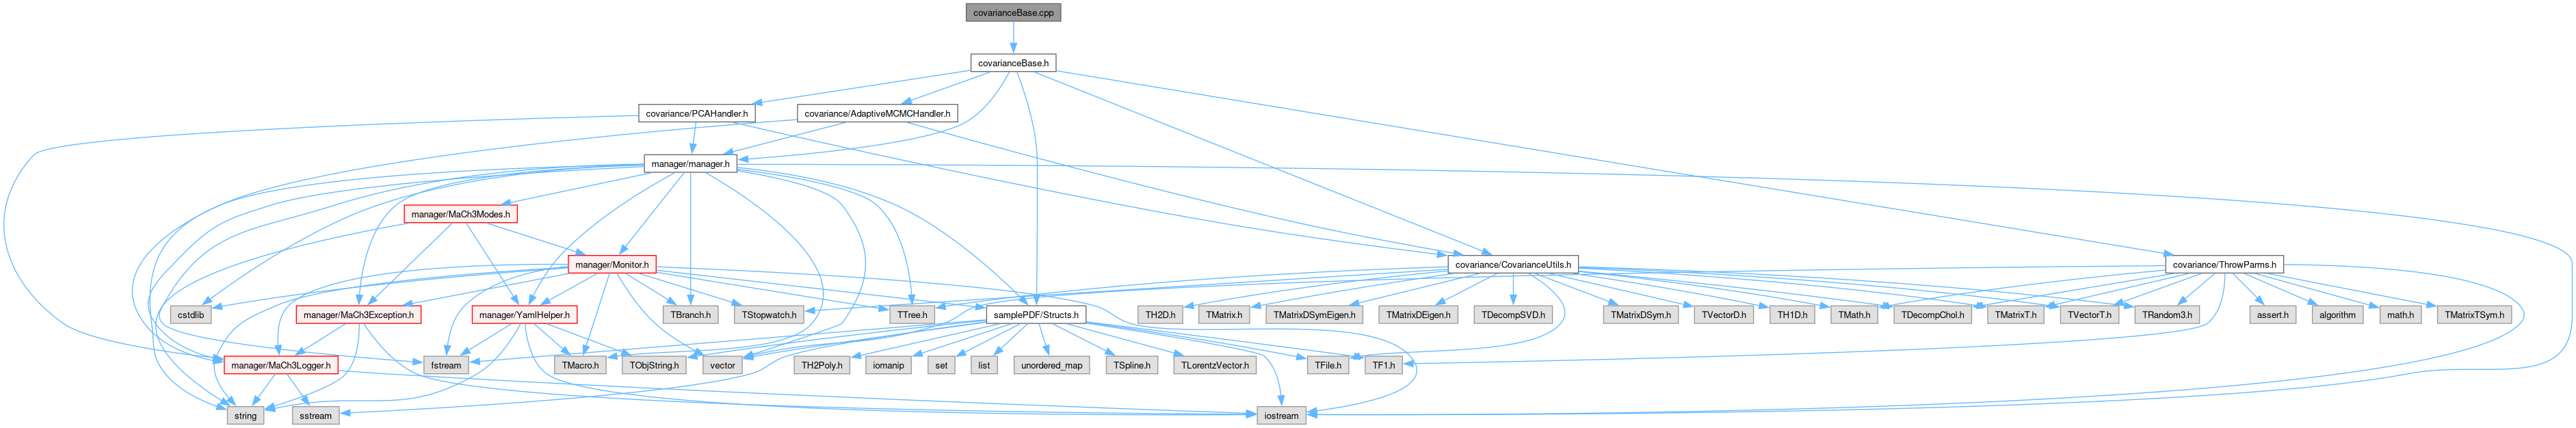 covarianceBase.cpp
covarianceBase.h
covariance/PCAHandler.h
covariance/AdaptiveMCMCHandler.h
manager/manager.h
manager/MaCh3Modes.h
manager/Monitor.h
covariance/CovarianceUtils.h
covariance/ThrowParms.h
cstdlib
manager/MaCh3Exception.h
manager/YamlHelper.h
TBranch.h
TStopwatch.h
TTree.h
samplePDF/Structs.h
TH2D.h
TMatrix.h
TMatrixDSymEigen.h
TMatrixDEigen.h
TDecompSVD.h
TMatrixDSym.h
TVectorD.h
TH1D.h
TMath.h
TDecompChol.h
TMatrixT.h
TVectorT.h
TRandom3.h
assert.h
algorithm
math.h
TMatrixTSym.h
manager/MaCh3Logger.h
fstream
TMacro.h
TObjString.h
vector
TH2Poly.h
iomanip
set
list
unordered_map
TSpline.h
TLorentzVector.h
TFile.h
TF1.h
string
sstream
iostream